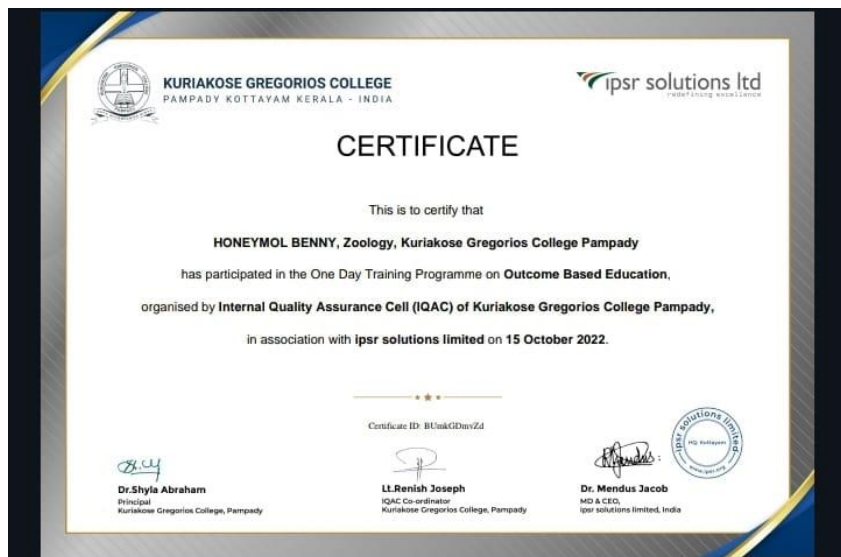 KURIAKOSE GREGORIOS COLLEGE
PAMPADY KOTTAYAM KERALA - INDIA
ipsr solutions ltd
redefining excellence
CERTIFICATE
This is to certify that
HONEYMOL BENNY, Zoology, Kuriakose Gregorios College Pampady
has participated in the One Day Training Programme on Outcome Based Education,
organised by Internal Quality Assurance Cell (IQAC) of Kuriakose Gregorios College Pampady,
in association with ipsr solutions limited on 15 October 2022.
Certificate ID: BUmkGDmvZd
Dr.Shyla Abraham
Principal
Kuriakose Gregorios College, Pampady
Lt.Renish Joseph
IQAC Co-ordinator
Kuriakose Gregorios College, Pampady
ipsr solutions limited
HQ: Kottayam
www.ipsr.org
Dr. Mendus Jacob
MD & CEO,
ipsr solutions limited, India